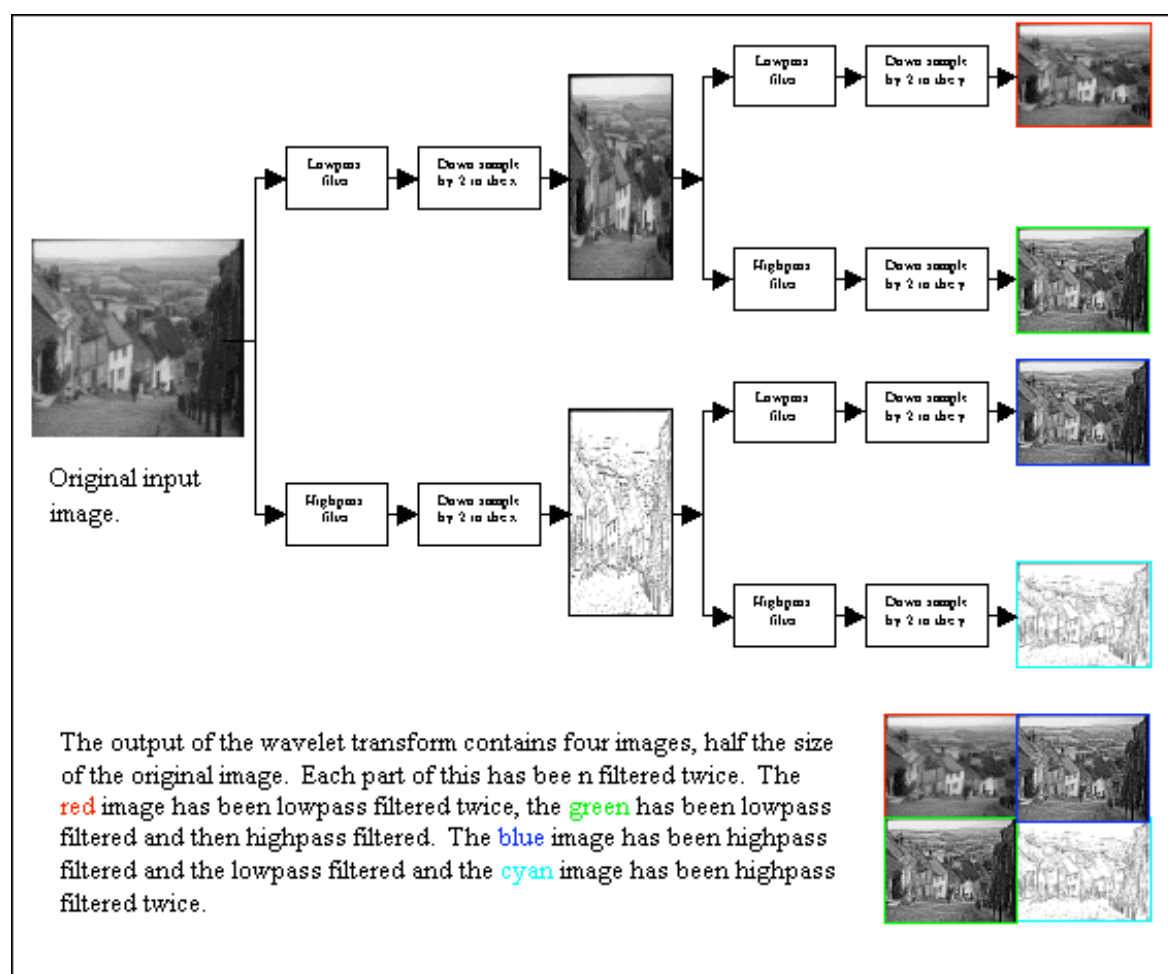 Lowpass
filter
Down sample
by 2 in the y
Lowpass
filter
Down sample
by 2 in the x
Highpass
filter
Down sample
by 2 in the y
Original input
image.
Lowpass
filter
Down sample
by 2 in the y
Highpass
filter
Down sample
by 2 in the x
Highpass
filter
Down sample
by 2 in the y
The output of the wavelet transform contains four images, half the size
of the original image. Each part of this has bee n filtered twice. The
red image has been lowpass filtered twice, the green has been lowpass
filtered and then highpass filtered. The blue image has been highpass
filtered and the lowpass filtered and the cyan image has been highpass
filtered twice.